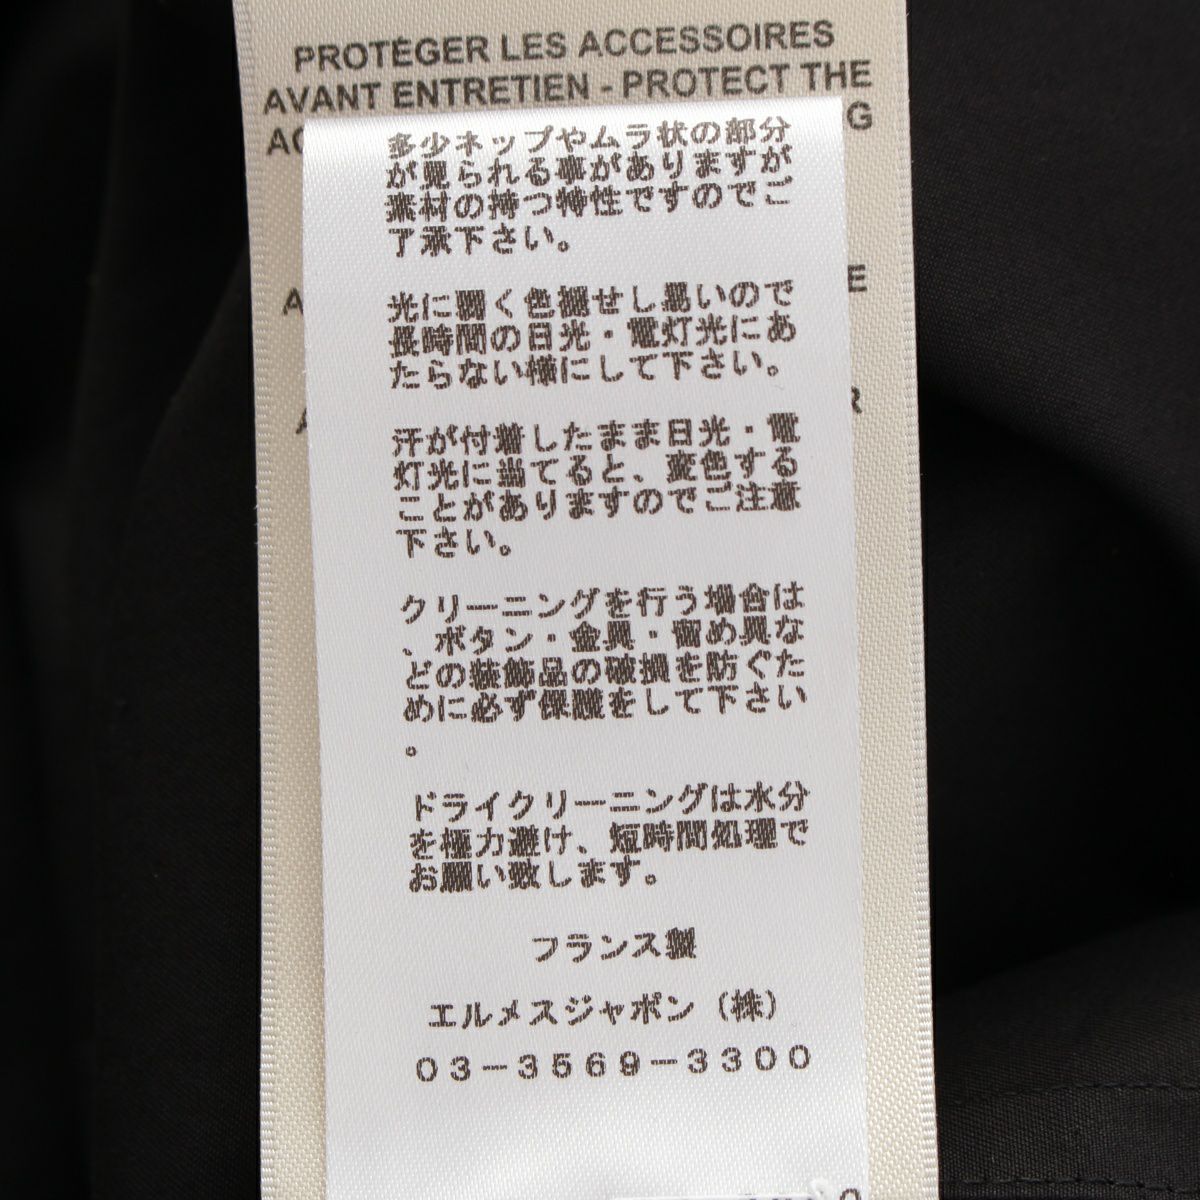 PROTÉGER LES ACCESSOIRES
AVANT ENTRETIEN - PROTECT THE
多少ネップやムラ状の部分
が見られる事がありますが
素材の持つ特性ですのでご
了承下さい。
光に弱く色褪せし易いので
長時間の日光・電灯光にあ
たらない様にして下さい。
汗が付着したまま日光・電
灯光に当てると、変色する
ことがありますのでご注意
下さい。
クリーニングを行う場合は
、ボタン・金具・留め具な
どの装飾品の破損を防ぐた
めに必ず保護をして下さい
。
ドライクリーニングは水分
を極力避け、短時間処理で
お願い致します。
フランス製
エルメスジャポン（株）
03-3569-3300